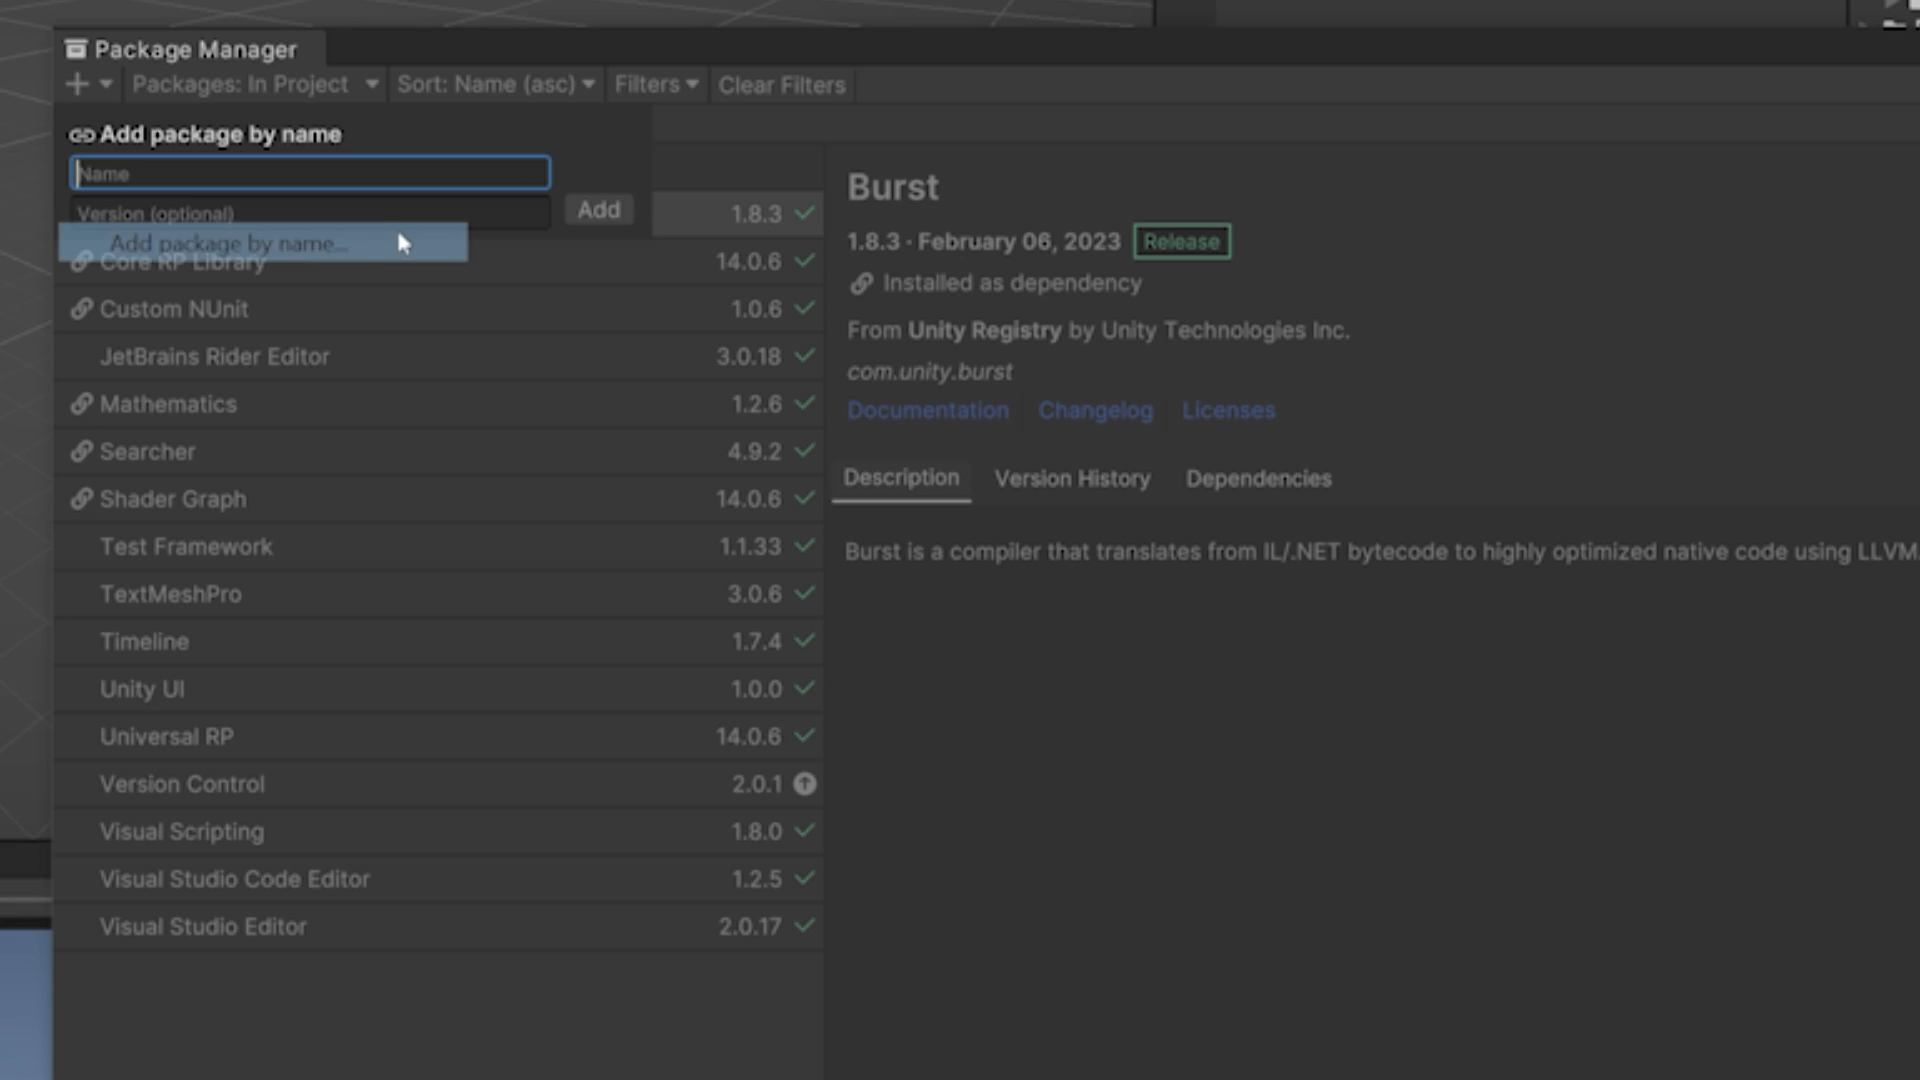 Package Manager
Packages: In Project Sort: Name (asc) Filters Clear Filters
Add package by name
Name
Version (optional)
Add
Add package by name...
1.8.3
Core RP Library 14.0.6
Custom NUnit 1.0.6
JetBrains Rider Editor 3.0.18
Mathematics 1.2.6
Searcher 4.9.2
Shader Graph 14.0.6
Test Framework 1.1.33
TextMeshPro 3.0.6
Timeline 1.7.4
Unity UI 1.0.0
Universal RP 14.0.6
Version Control 2.0.1
Visual Scripting 1.8.0
Visual Studio Code Editor 1.2.5
Visual Studio Editor 2.0.17
Burst
1.8.3 · February 06, 2023 Release
Installed as dependency
From Unity Registry by Unity Technologies Inc.
com.unity.burst
Documentation Changelog Licenses
Description Version History Dependencies
Burst is a compiler that translates from IL/.NET bytecode to highly optimized native code using LLVM